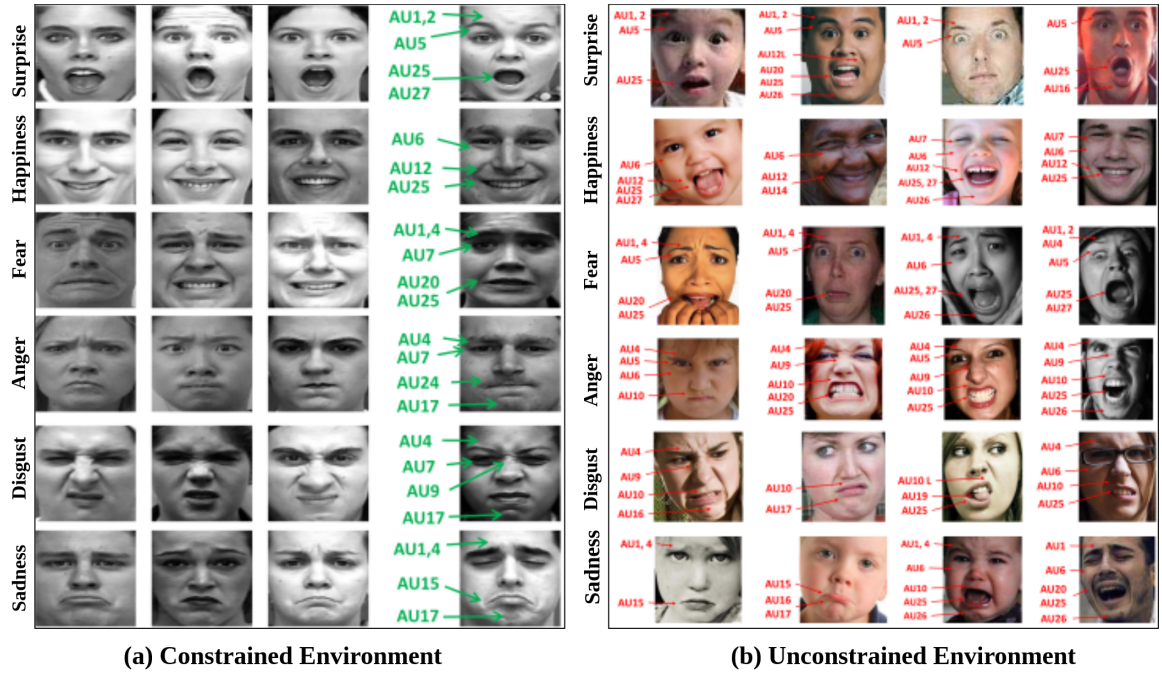 Surprise
AU1,2
AU5
AU25
AU27
Happiness
AU6
AU12
AU25
Fear
AU1,4
AU7
AU20
AU25
Anger
AU4
AU7
AU24
AU17
Disgust
AU4
AU7
AU9
AU17
Sadness
AU1,4
AU15
AU17
(a) Constrained Environment
Surprise
AU1, 2
AU5
AU25
AU1, 2
AU5
AU12L
AU20
AU25
AU26
AU1, 2
AU5
AU5
AU25
AU16
Happiness
AU6
AU12
AU25
AU27
AU6
AU12
AU14
AU7
AU6
AU12
AU25, 27
AU26
AU7
AU6
AU12
AU25
Fear
AU1, 4
AU5
AU20
AU25
AU1, 4
AU5
AU20
AU25
AU1, 4
AU6
AU25, 27
AU26
AU1, 2
AU4
AU5
AU25
AU27
Anger
AU4
AU5
AU6
AU10
AU4
AU9
AU10
AU20
AU25
AU4
AU5
AU9
AU10
AU25
AU4
AU9
AU10
AU25
AU26
Disgust
AU4
AU9
AU10
AU16
AU10
AU17
AU10 L
AU19
AU25
AU4
AU6
AU10
AU25
Sadness
AU1, 4
AU15
AU15
AU16
AU17
AU1, 4
AU6
AU10
AU25
AU26
AU1
AU6
AU20
AU25
AU26
(b) Unconstrained Environment